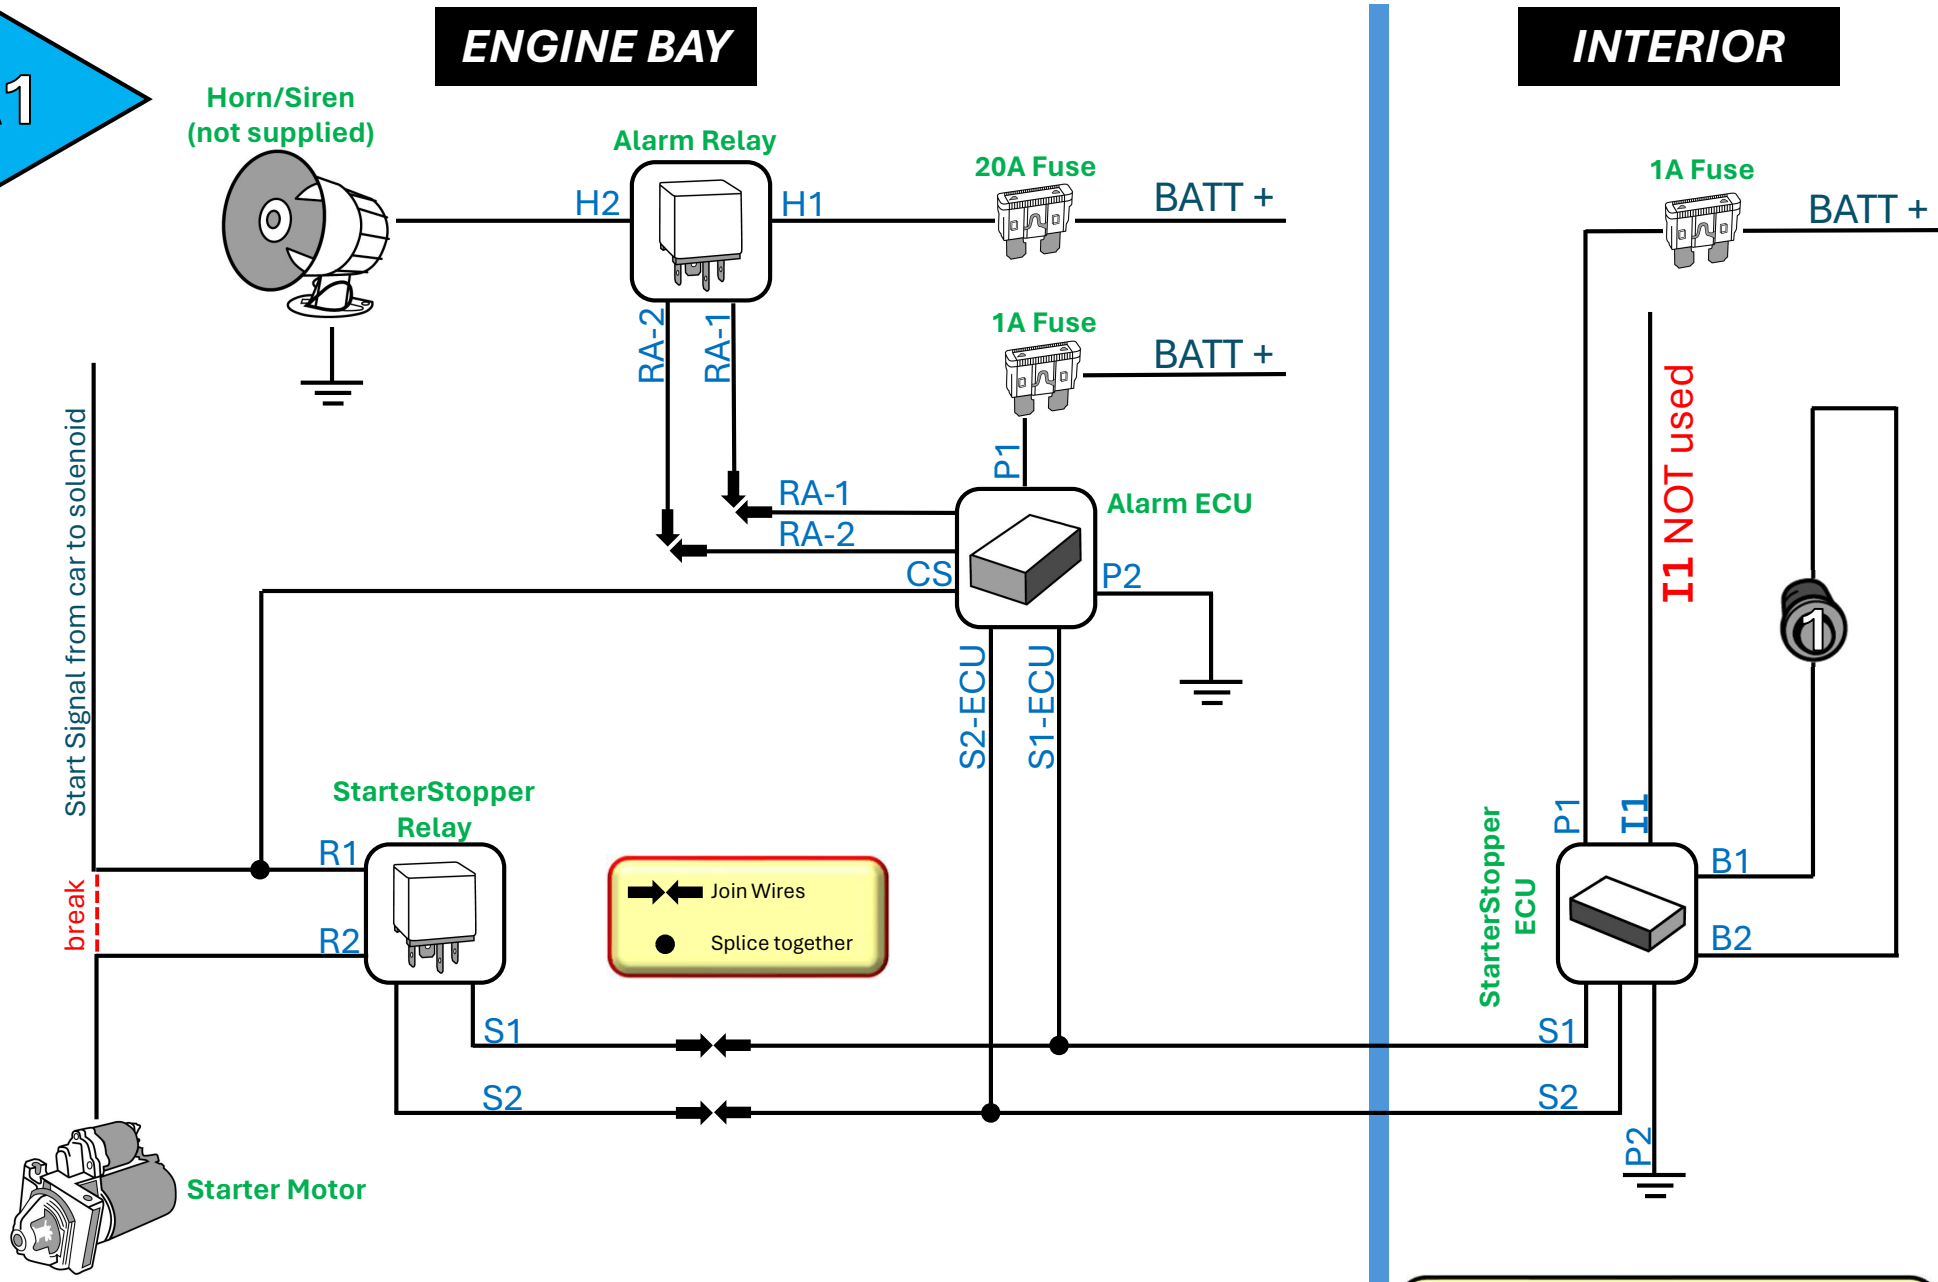 1
ENGINE BAY
INTERIOR
Horn/Siren
(not supplied)
Alarm Relay
20A Fuse
1A Fuse
H2
H1
BATT +
BATT +
RA-2
RA-1
1A Fuse
BATT +
I1 NOT used
Start Signal from car to solenoid
P1
RA-1
Alarm ECU
RA-2
CS
P2
1
S2-ECU
S1-ECU
StarterStopper
Relay
P1
I1
R1
break
R2
Join Wires
Splice together
StarterStopper
ECU
B1
B2
S1
S1
S2
S2
P2
Starter Motor